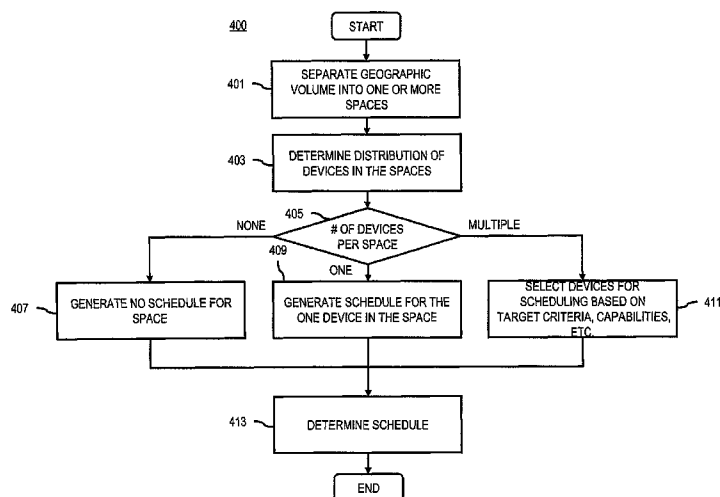 400
START
401
SEPARATE GEOGRAPHIC
VOLUME INTO ONE OR MORE
SPACES
403
DETERMINE DISTRIBUTION OF
DEVICES IN THE SPACES
405
NONE
# OF DEVICES
PER SPACE
MULTIPLE
409
ONE
407
GENERATE NO SCHEDULE FOR
SPACE
GENERATE SCHEDULE FOR THE
ONE DEVICE IN THE SPACE
SELECT DEVICES FOR
SCHEDULING BASED ON
TARGET CRITERIA, CAPABILITIES,
ETC.
411
413
DETERMINE SCHEDULE
END